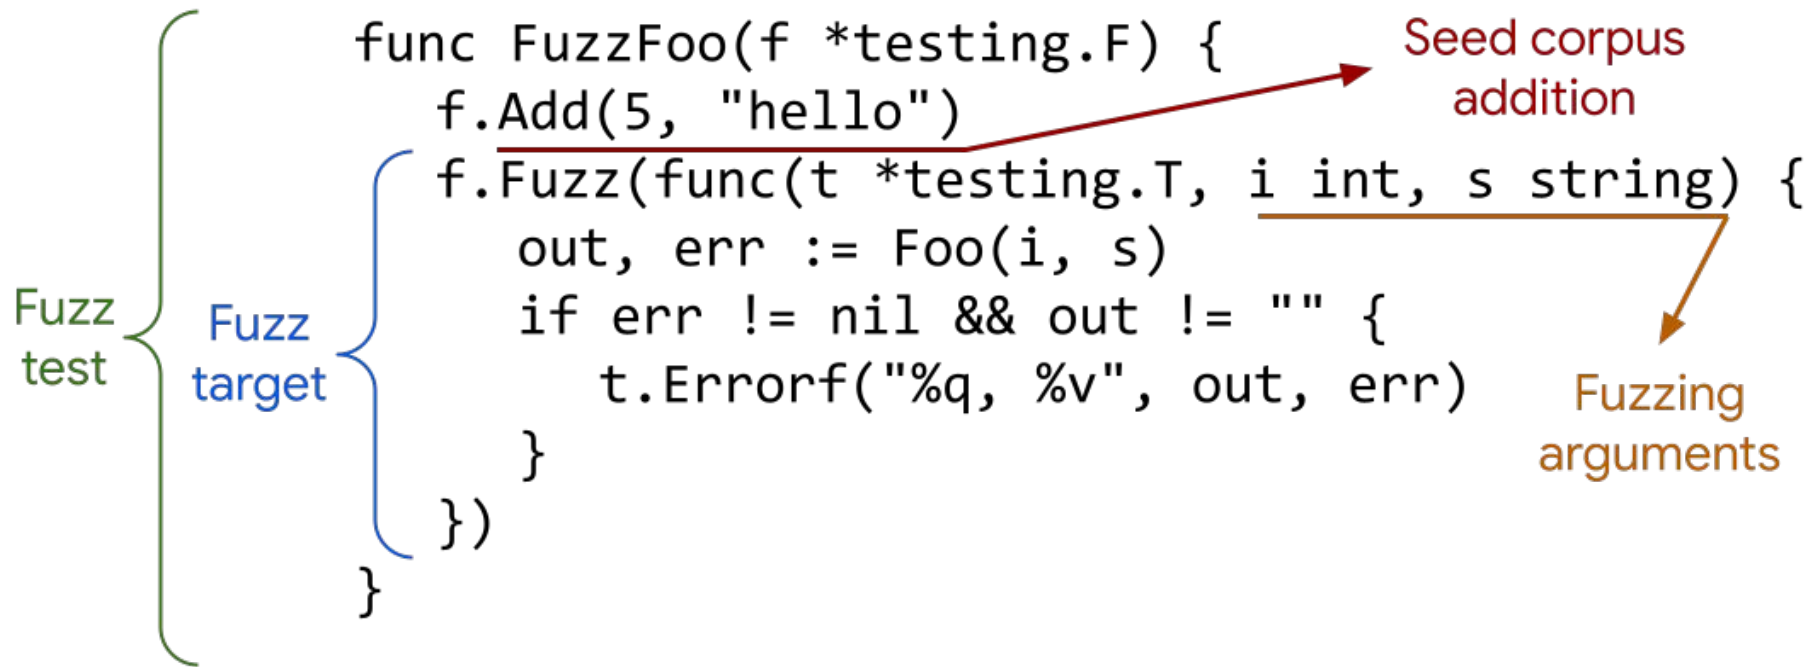 func FuzzFoo(f *testing.F) {
f.Add(5, "hello")
f.Fuzz(func(t *testing.T, i int, s string) {
out, err := Foo(i, s)
if err != nil && out != "" {
t.Errorf("%q, %v", out, err)
}
})
}
Seed corpus
addition
Fuzz
test
Fuzz
target
Fuzzing
arguments